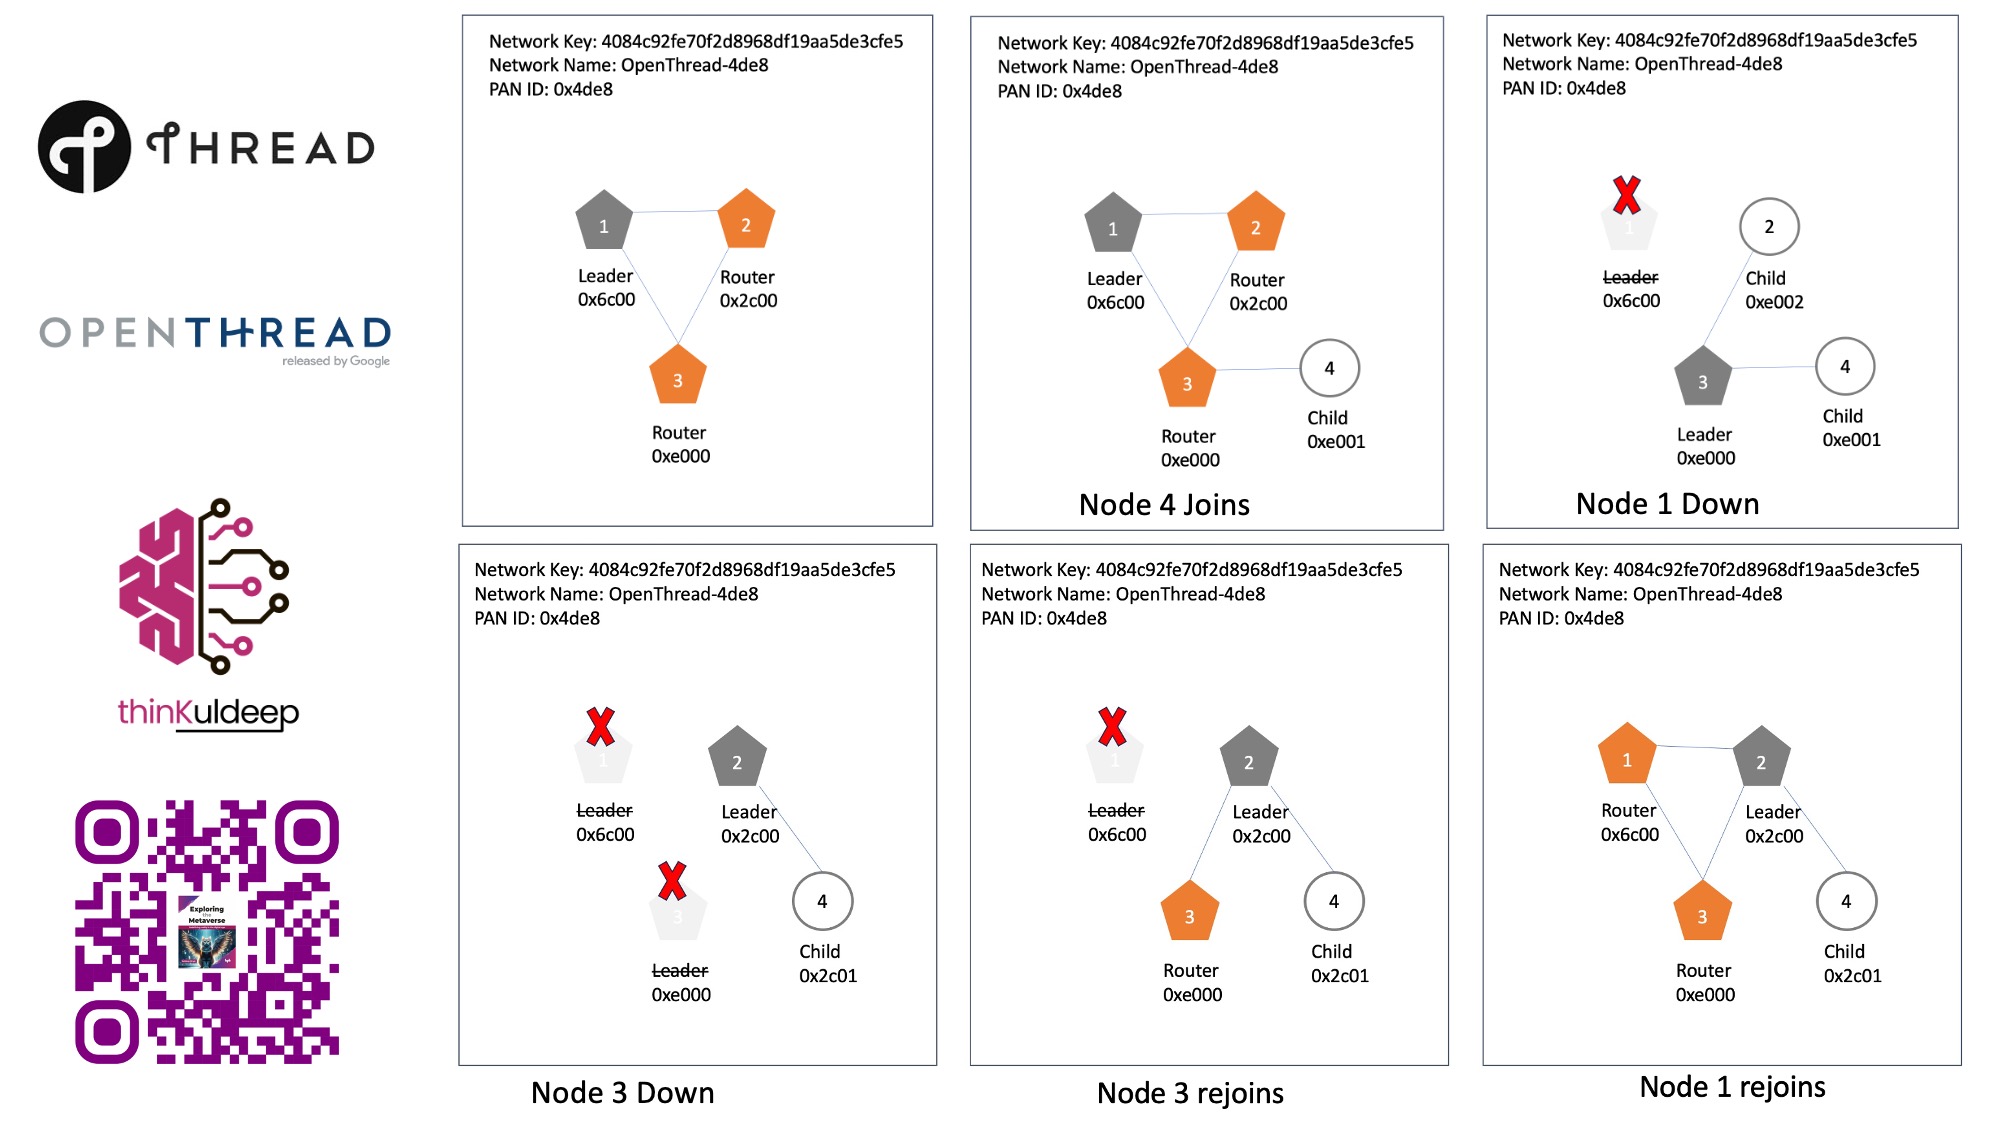 THREAD
OPENTHREAD
released by Google
thinKuldeep
Exploring
the
Metaverse
Network Key: 4084c92fe70f2d8968df19aa5de3cfe5
Network Name: OpenThread-4de8
PAN ID: 0x4de8
1
2
Leader
0x6c00
Router
0x2c00
3
Router
0xe000
Network Key: 4084c92fe70f2d8968df19aa5de3cfe5
Network Name: OpenThread-4de8
PAN ID: 0x4de8
1
2
Leader
0x6c00
Router
0x2c00
3
4
Router
0xe000
Child
0xe001
Node 4 Joins
Network Key: 4084c92fe70f2d8968df19aa5de3cfe5
Network Name: OpenThread-4de8
PAN ID: 0x4de8
1
2
Leader
0x6c00
Child
0xe002
3
4
Leader
0xe000
Child
0xe001
Node 1 Down
Network Key: 4084c92fe70f2d8968df19aa5de3cfe5
Network Name: OpenThread-4de8
PAN ID: 0x4de8
1
2
Leader
0x6c00
Leader
0x2c00
3
4
Leader
0xe000
Child
0x2c01
Node 3 Down
Network Key: 4084c92fe70f2d8968df19aa5de3cfe5
Network Name: OpenThread-4de8
PAN ID: 0x4de8
1
2
Leader
0x6c00
Leader
0x2c00
3
4
Router
0xe000
Child
0x2c01
Node 3 rejoins
Network Key: 4084c92fe70f2d8968df19aa5de3cfe5
Network Name: OpenThread-4de8
PAN ID: 0x4de8
1
2
Router
0x6c00
Leader
0x2c00
3
4
Router
0xe000
Child
0x2c01
Node 1 rejoins